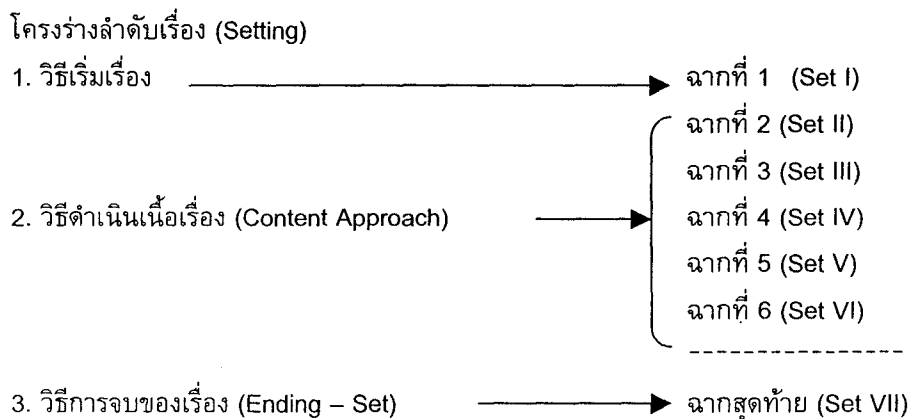 โครงร่างลำดับเรื่อง (Setting)
1. วิธีเริ่มเรื่อง ฉากที่ 1 (Set I)
ฉากที่ 2 (Set II)
ฉากที่ 3 (Set III)
2. วิธีดำเนินเนื้อเรื่อง (Content Approach) ฉากที่ 4 (Set IV)
ฉากที่ 5 (Set V)
ฉากที่ 6 (Set VI)
3. วิธีการจบของเรื่อง (Ending – Set) ฉากสุดท้าย (Set VII)